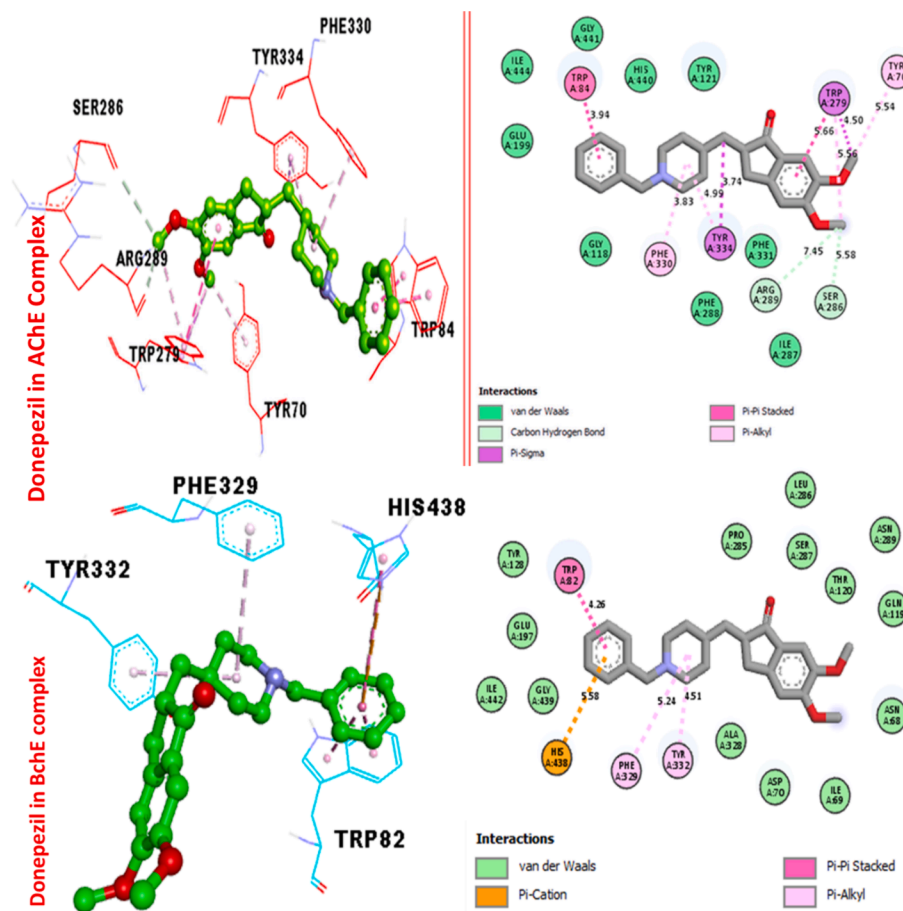 Donepezil in AChE Complex
SER286
TYR334
PHE330
ARG289
TRP279
TYR70
TRP84
GLY
A:441
ILE
A:444
TRP
A:84
HIS
A:440
TYR
A:121
TRP
A:279
GLU
A:199
3.94
5.66
4.50
5.54
5.56
3.74
4.99
3.83
GLY
A:118
PHE
A:330
TYR
A:334
PHE
A:331
7.45
5.58
ARG
A:289
SER
A:286
PHE
A:288
ILE
A:287
Interactions
van der Waals
Carbon Hydrogen Bond
Pi-Sigma
Pi-Pi Stacked
Pi-Alkyl
Donepezil in BchE complex
PHE329
HIS438
TYR332
TRP82
LEU
A:286
TYR
A:128
TRP
A:82
PRO
A:285
SER
A:287
ASN
A:289
THR
A:120
GLN
A:119
4.26
GLU
A:197
ILE
A:442
GLY
A:439
5.58
5.24
4.51
ASN
A:68
HIS
A:438
PHE
A:329
TYR
A:332
ALA
A:328
ASP
A:70
ILE
A:69
Interactions
van der Waals
Pi-Cation
Pi-Pi Stacked
Pi-Alkyl